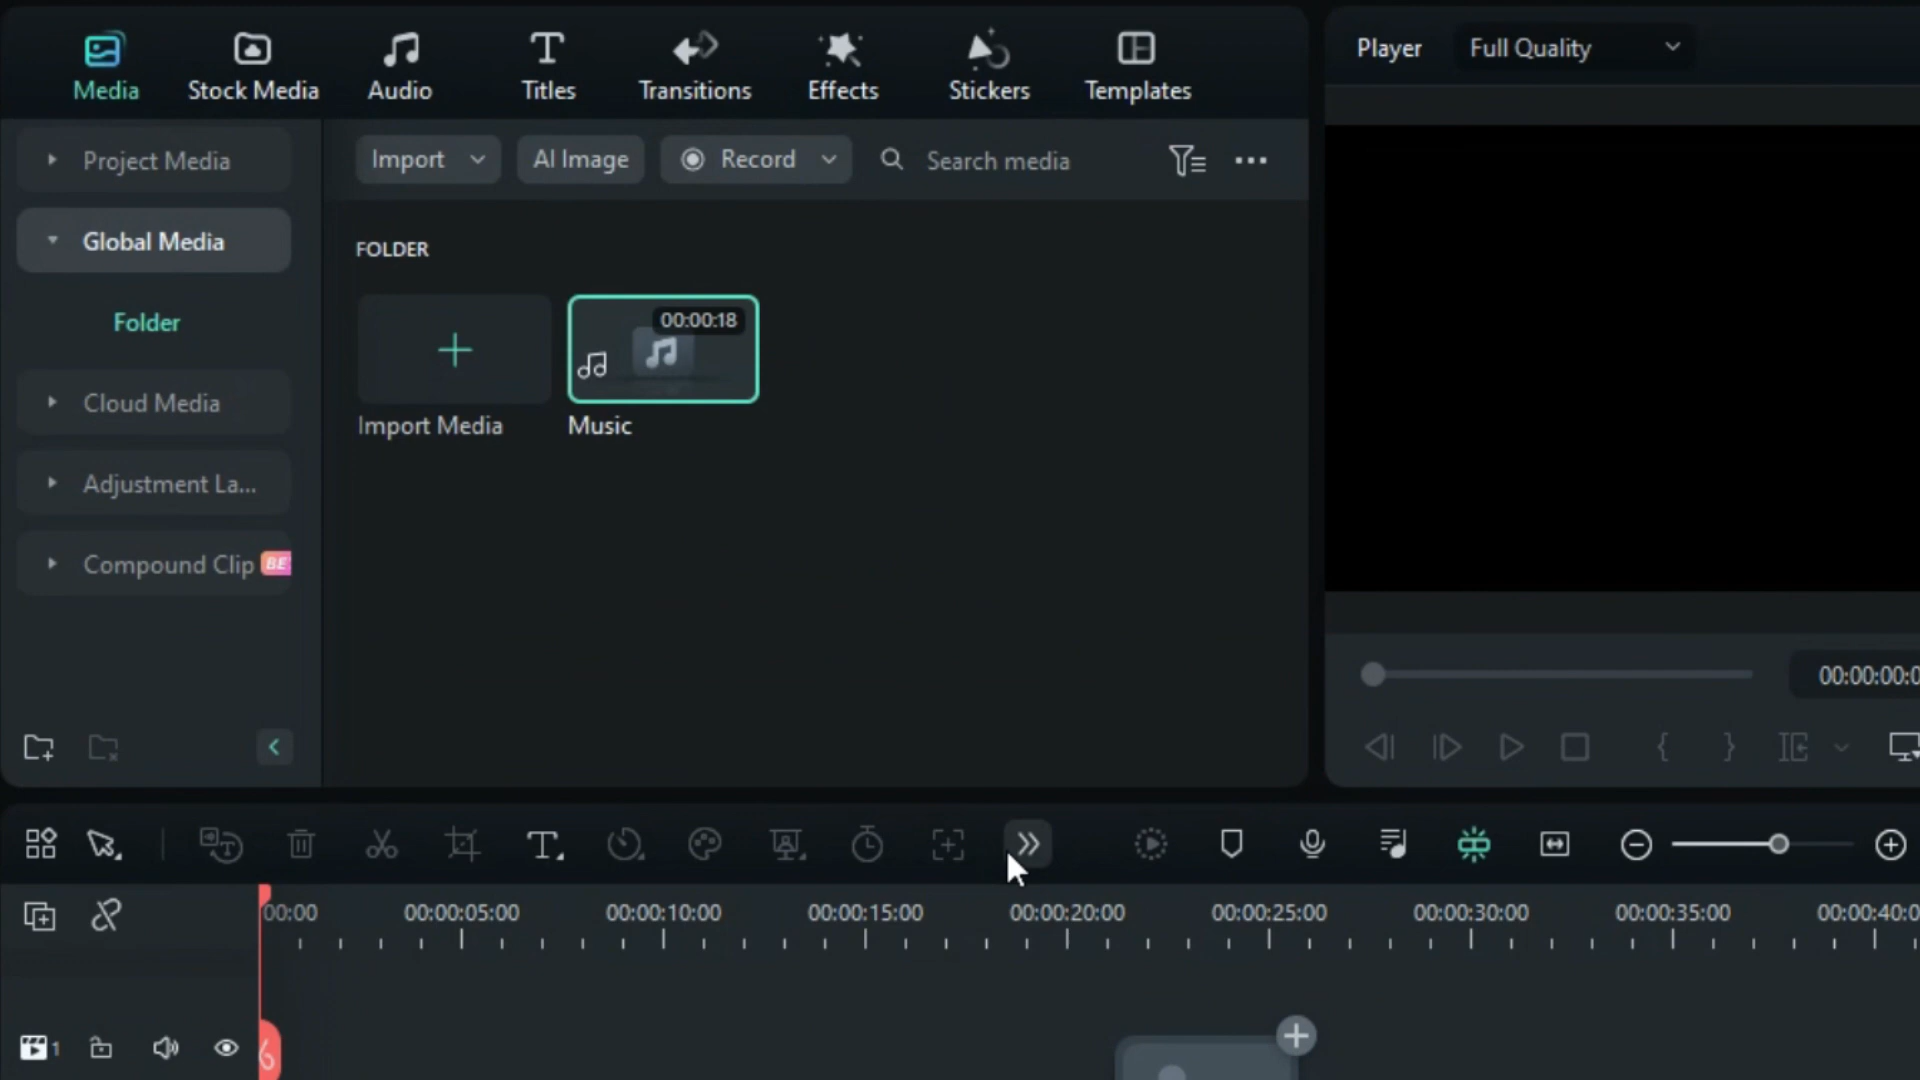 Media
Stock Media
Audio
Titles
Transitions
Effects
Stickers
Templates
Player
Full Quality
Project Media
Import
AI Image
Record
Search media
Global Media
FOLDER
Folder
00:00:18
Import Media
Music
Cloud Media
Adjustment La...
Compound Clip BE
00:00:00:0
00:00
00:00:05:00
00:00:10:00
00:00:15:00
00:00:20:00
00:00:25:00
00:00:30:00
00:00:35:00
00:00:40:0
1